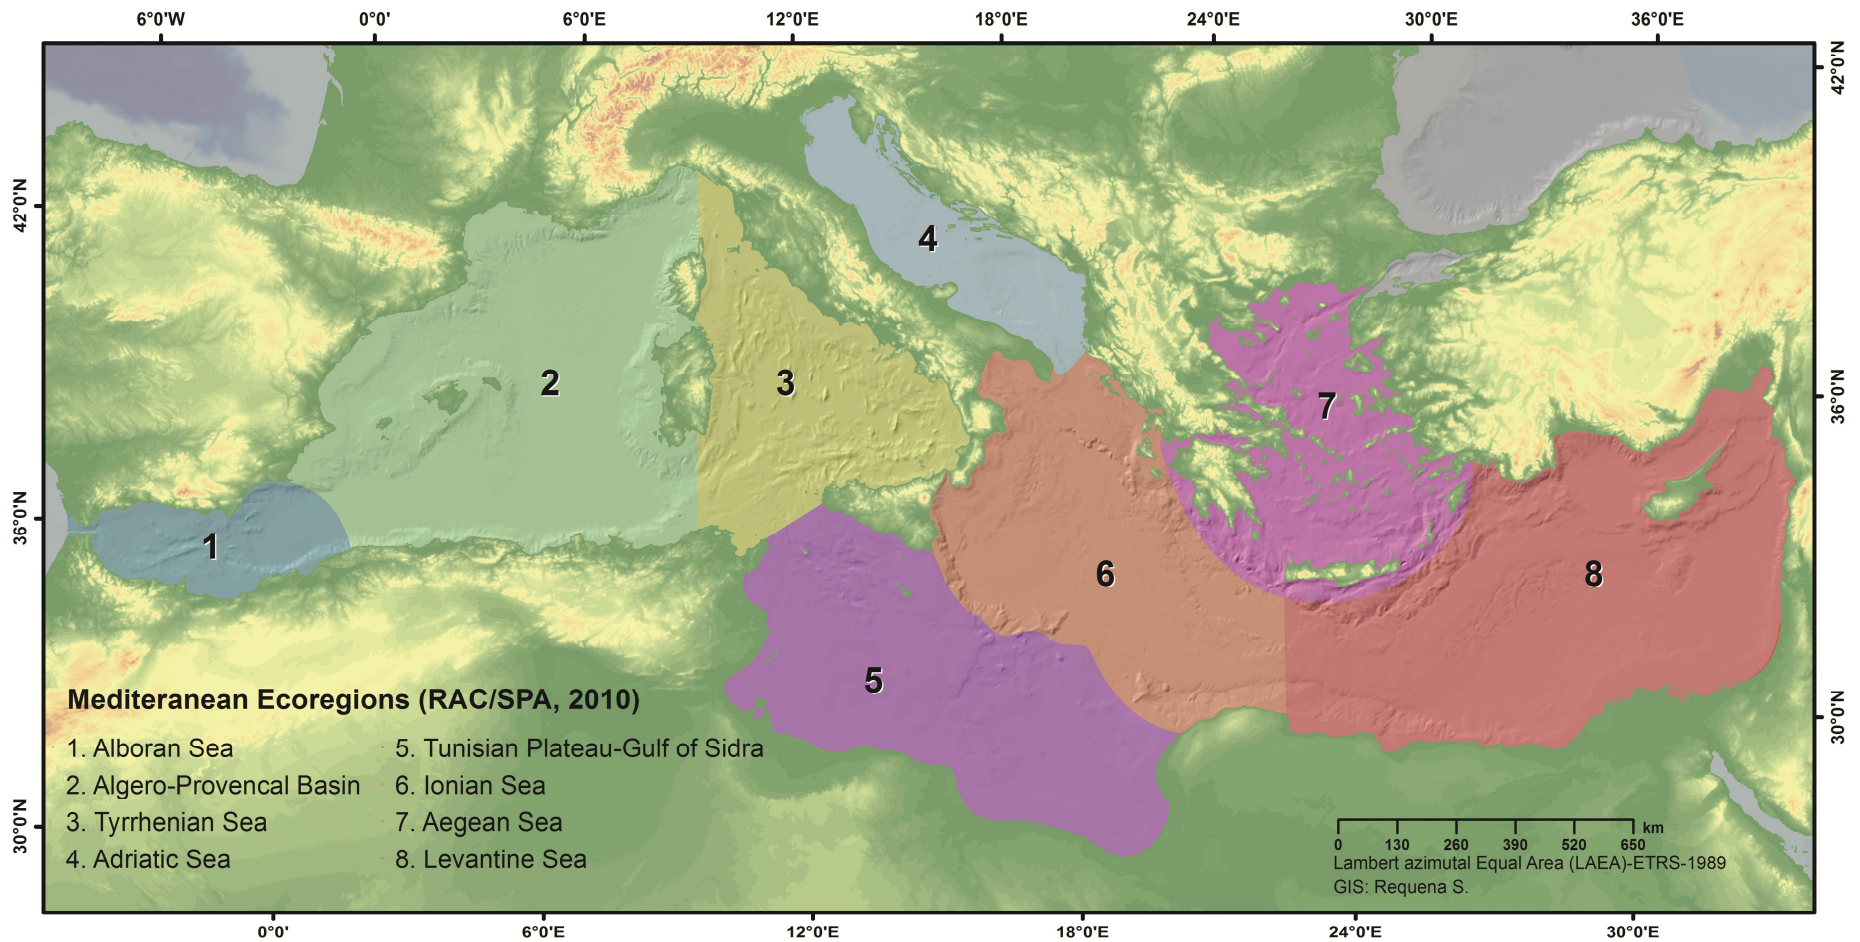 6°0'W 0°0' 6°0'E 12°0'E 18°0'E 24°0'E 30°0'E 36°0'E
42°0'N
42°0'N
4
2
3
7
36°0'N
36°0'N
1
6
8
5
30°0'N
30°0'N
Mediteranean Ecoregions (RAC/SPA, 2010)
1. Alboran Sea
2. Algero-Provencal Basin
3. Tyrrhenian Sea
4. Adriatic Sea
5. Tunisian Plateau-Gulf of Sidra
6. Ionian Sea
7. Aegean Sea
8. Levantine Sea
km
0 130 260 390 520 650
Lambert azimutal Equal Area (LAEA)-ETRS-1989
GIS: Requena S.
0°0' 6°0'E 12°0'E 18°0'E 24°0'E 30°0'E